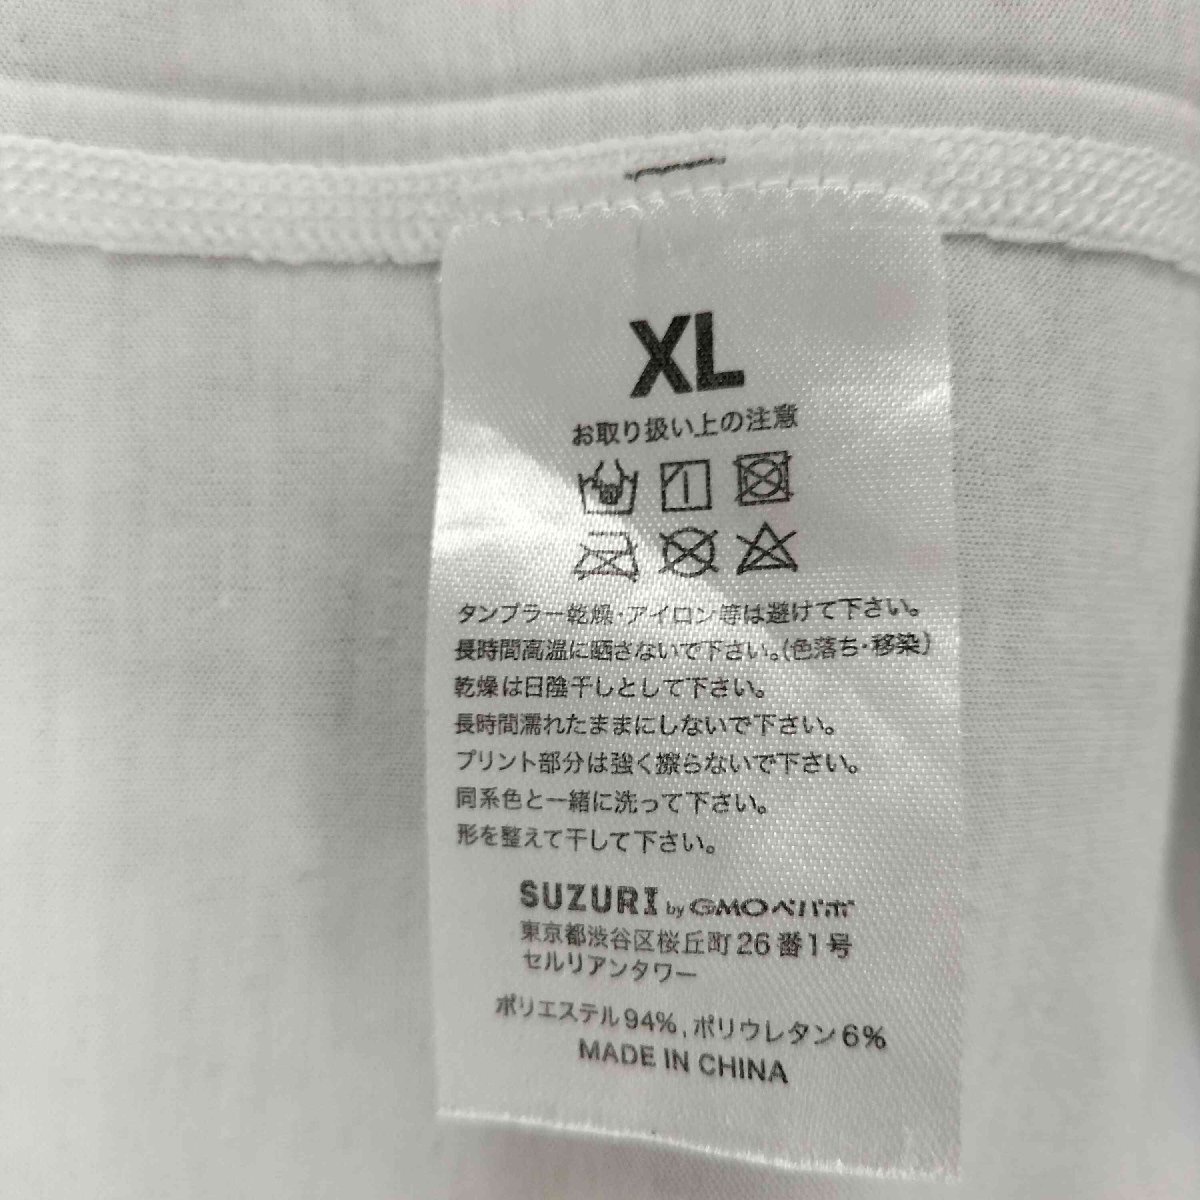 XL
お取り扱い上の注意
タンブラー乾燥・アイロン等は避けて下さい。
長時間高温に晒さないで下さい。(色落ち・移染)
乾燥は日陰干しとして下さい。
長時間濡れたままにしないで下さい。
プリント部分は強く擦らないで下さい。
同系色と一緒に洗って下さい。
形を整えて干して下さい。
SUZURI by GMOペパボ
東京都渋谷区桜丘町26番1号
セルリアンタワー
ポリエステル94%, ポリウレタン6%
MADE IN CHINA